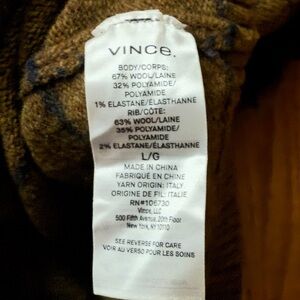 VINCE.
BODY/CORPS:
67% WOOL/LAINE
32% POLYAMIDE/
POLYAMIDE
1% ELASTANE/ELASTHANNE
RIB/CÔTE:
63% WOOL/LAINE
35% POLYAMIDE/
POLYAMIDE
2% ELASTANE/ELASTHANNE
L/G
MADE IN CHINA
FABRIQUÉ EN CHINE
YARN ORIGIN: ITALY
ORIGINE DE FIL: ITALIE
RN#106730
Vince, LLC
500 Fifth Avenue, 20th Floor
New York, NY 10110
SEE REVERSE FOR CARE
VOIR AU VERSO POUR LES SOINS